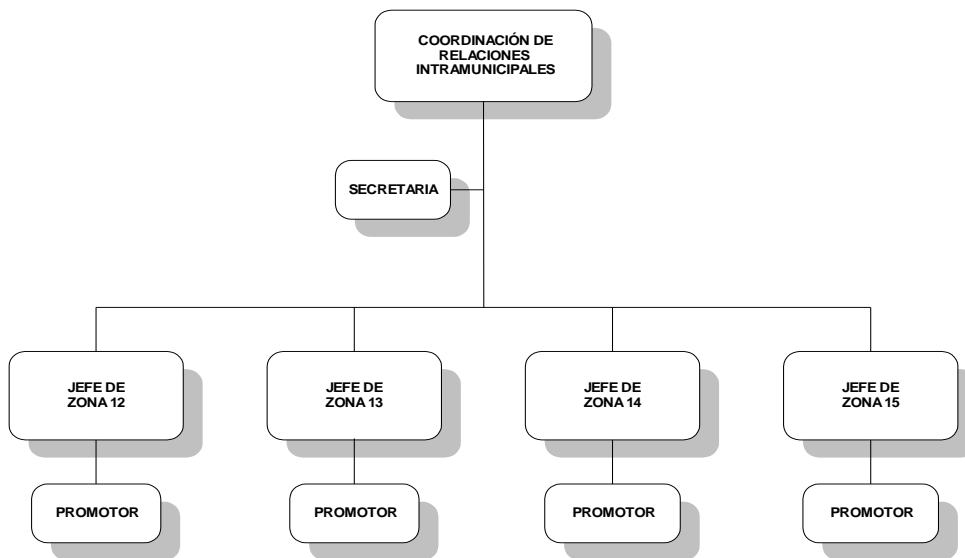 COORDINACIÓN DE
RELACIONES
INTRAMUNICIPALES
SECRETARIA
JEFE DE
ZONA 12
JEFE DE
ZONA 13
JEFE DE
ZONA 14
JEFE DE
ZONA 15
PROMOTOR
PROMOTOR
PROMOTOR
PROMOTOR